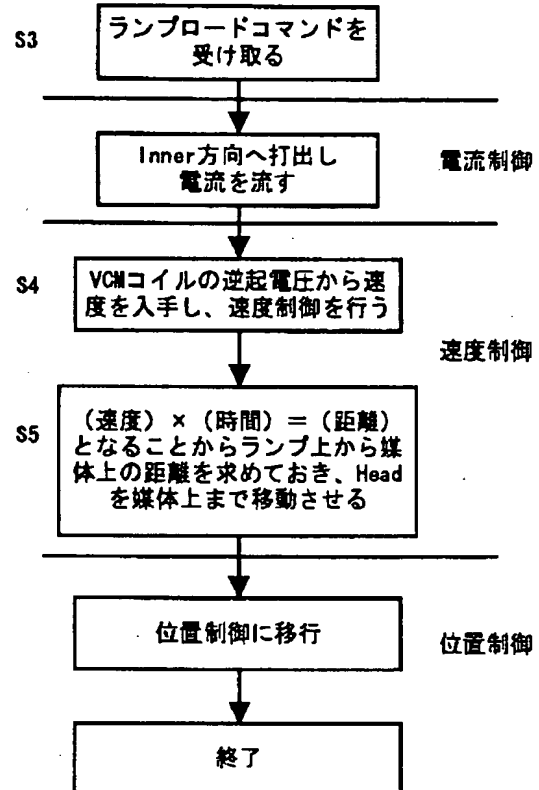 S3
ランプロードコマンドを
受け取る
Inner方向へ打出し
電流を流す
電流制御
S4
VCMコイルの逆起電圧から速
度を入手し、速度制御を行う
速度制御
S5
(速度)×(時間)=(距離)
となることからランプ上から媒
体上の距離を求めておき、Head
を媒体上まで移動させる
位置制御に移行
位置制御
終了